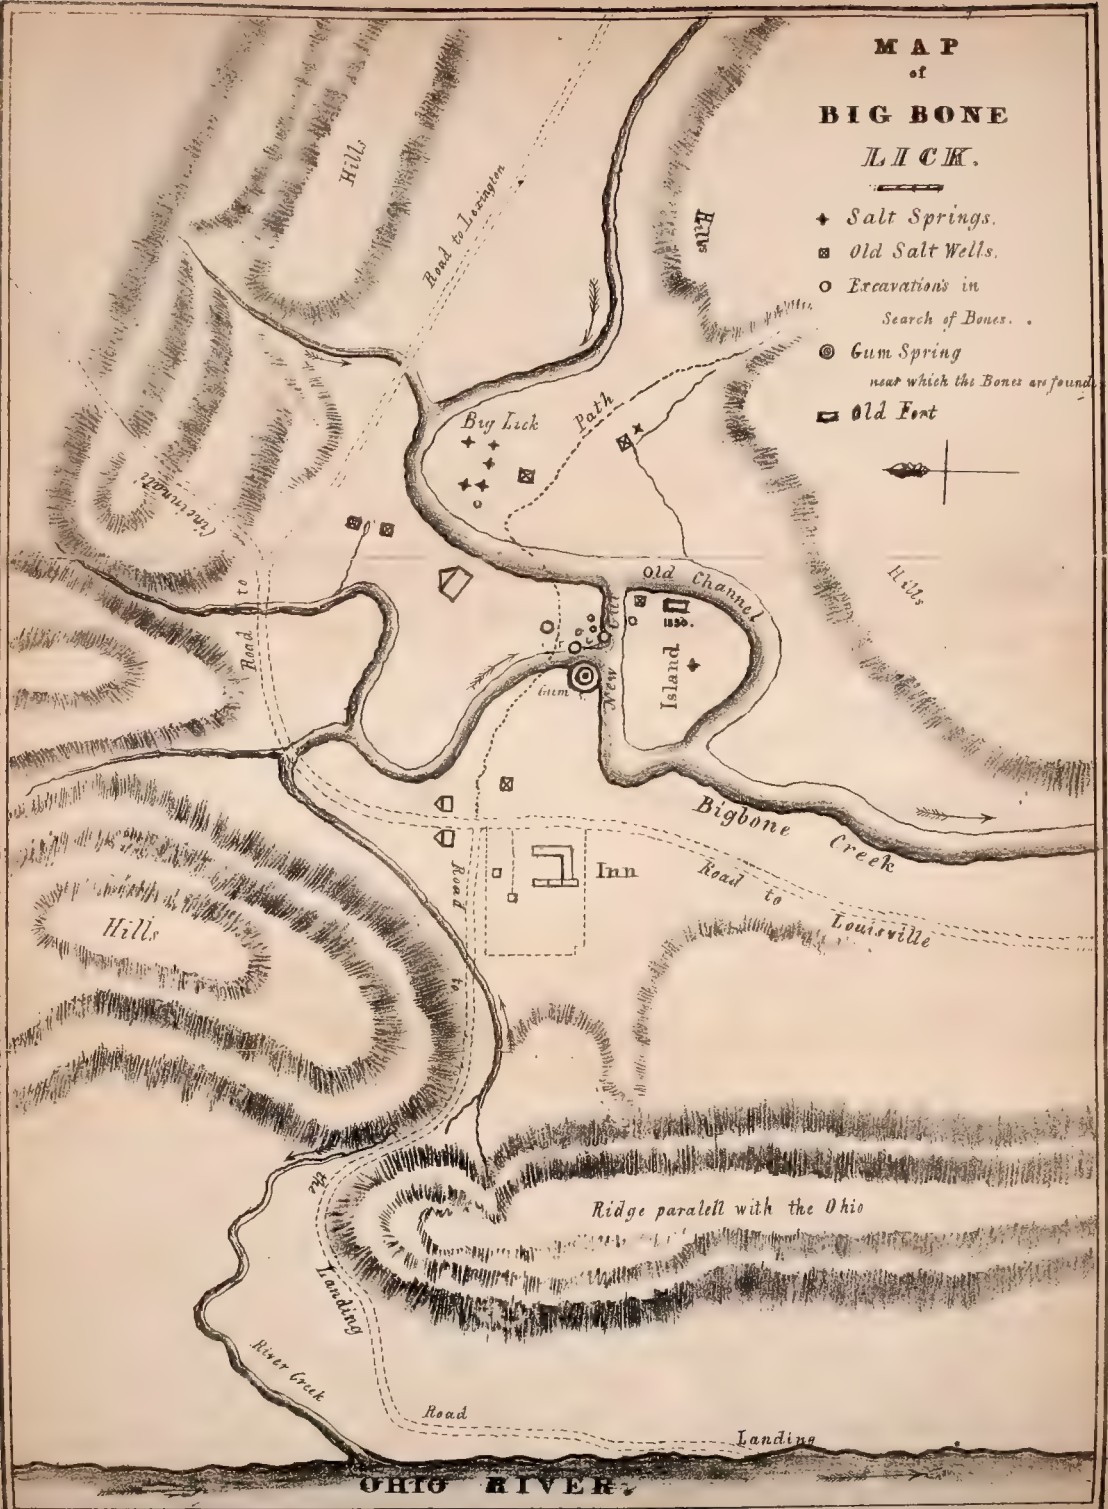 MAP
of
BIG BONE
LICK.
Salt Springs.
Old Salt Wells.
Excavations in
Search of Bones.
Gum Spring
near which the Bones are found
Old Fort
Hills
Road to Lexington
Hills
Big Lick
Path
Cincinnati
Road to
Old Channel
1830.
Island
New Cut
Gum
Hills
Bigbone Creek
Inn
Road to Louisville
Hills
Road to the Landing
Ridge paralell with the Ohio
River Creek
Road
Landing
OHIO RIVER.